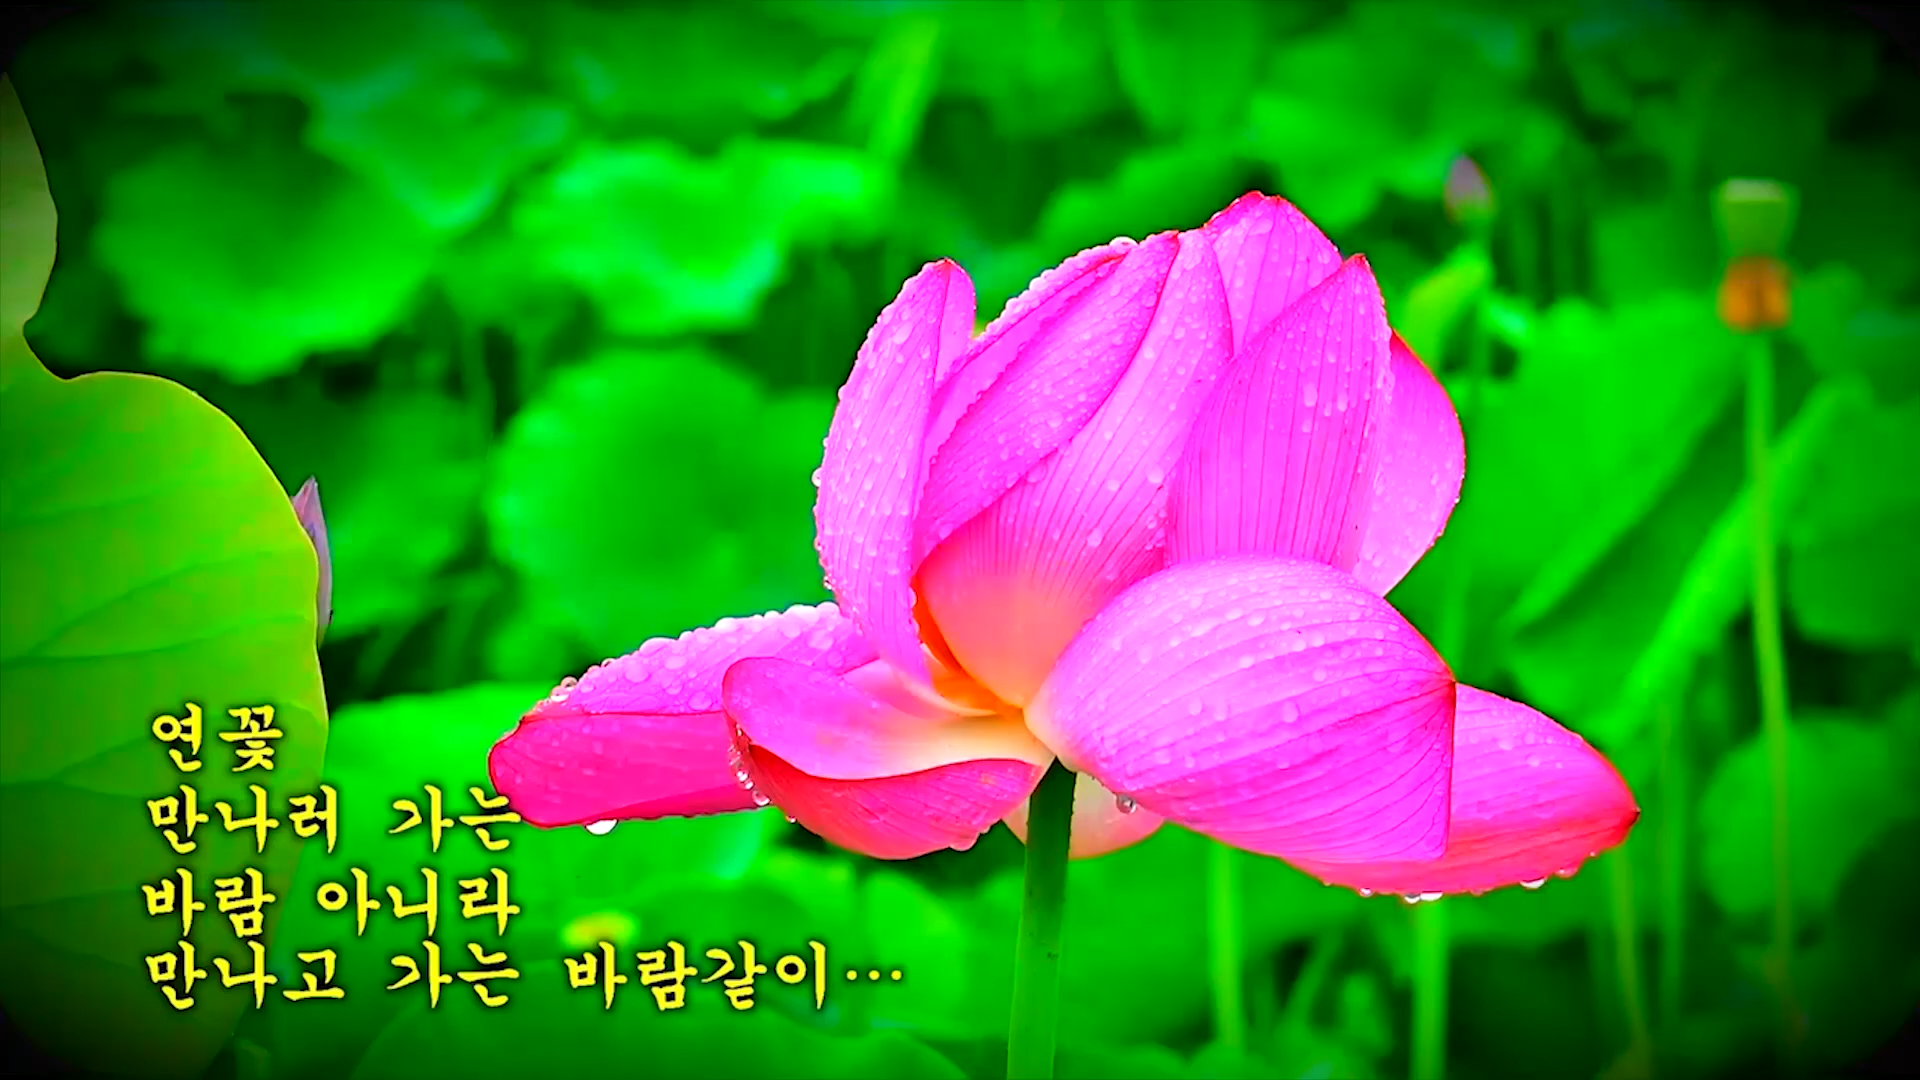 연꽃
만나러 가는
바람 아니라
만나고 가는 바람같이…